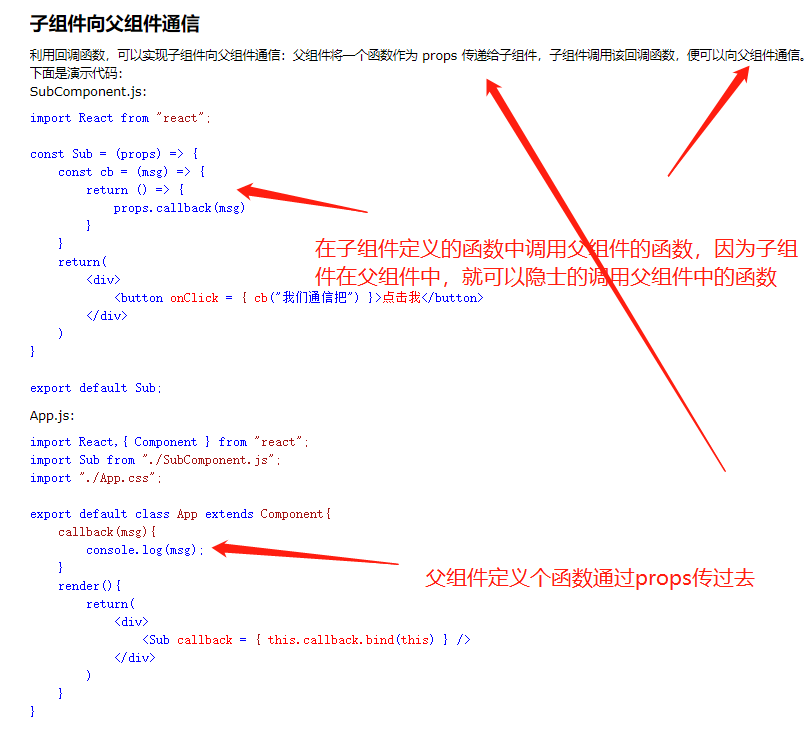 子组件向父组件通信
利用回调函数，可以实现子组件向父组件通信：父组件将一个函数作为 props 传递给子组件，子组件调用该回调函数，便可以向父组件通信。
下面是演示代码：
SubComponent.js:
import React from "react";
const Sub = (props) => {
    const cb = (msg) => {
        return () => {
            props.callback(msg)
        }
    }
    return(
        <div>
            <button onClick = { cb("我们通信把") }>点击我</button>
        </div>
    )
}
在子组件定义的函数中调用父组件的函数，因为子组
件在父组件中，就可以隐士的调用父组件中的函数
export default Sub;
App.js:
import React,{ Component } from "react";
import Sub from "./SubComponent.js";
import "./App.css";
export default class App extends Component{
    callback(msg){
        console.log(msg);
    }
    render(){
        return(
            <div>
                <Sub callback = { this.callback.bind(this) } />
            </div>
        )
    }
}
父组件定义个函数通过props传过去